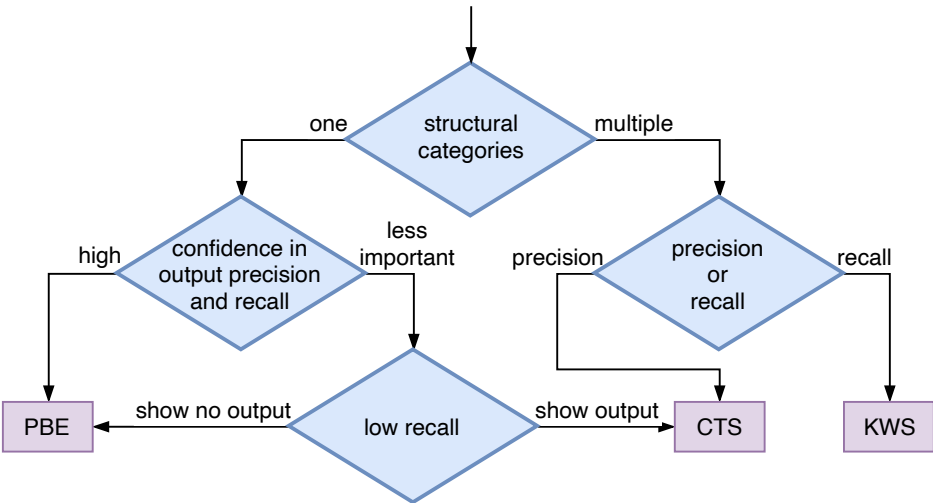 one
structural
categories
multiple
high
confidence in
output precision
and recall
less
important
precision
precision
or
recall
recall
PBE
show no output
low recall
show output
CTS
KWS